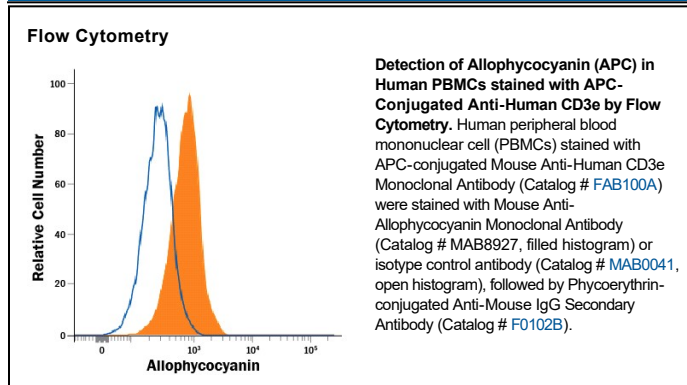 Flow Cytometry
Relative Cell Number
100
80
60
40
20
0
0
10³
10⁴
10⁵
Allophycocyanin
Detection of Allophycocyanin (APC) in
Human PBMCs stained with APC-
Conjugated Anti-Human CD3e by Flow
Cytometry. Human peripheral blood
mononuclear cell (PBMCs) stained with
APC-conjugated Mouse Anti-Human CD3e
Monoclonal Antibody (Catalog # FAB100A)
were stained with Mouse Anti-
Allophycocyanin Monoclonal Antibody
(Catalog # MAB8927, filled histogram) or
isotype control antibody (Catalog # MAB0041,
open histogram), followed by Phycoerythrin-
conjugated Anti-Mouse IgG Secondary
Antibody (Catalog # F0102B).